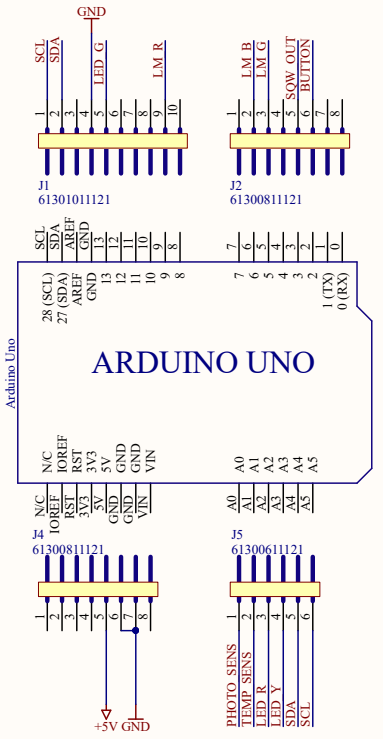 GND
SCL
SDA
LED G
LM R
LM B
LM G
SQW OUT
BUTTON
1 2 3 4 5 6 7 8 9 10
1 2 3 4 5 6 7 8
J1
61301011121
J2
61300811121
SCL SDA AREF GND 13 12 11 10 9 8
7 6 5 4 3 2 1 0
28 (SCL) 27 (SDA) AREF GND 13 12 11 10 9 8
7 6 5 4 3 2 1 (TX) 0 (RX)
Arduino Uno
ARDUINO UNO
N/C IOREF RST 3V3 5V GND GND VIN
A0 A1 A2 A3 A4 A5
N/C IOREF RST 3V3 5V GND GND VIN
A0 A1 A2 A3 A4 A5
J4
61300811121
J5
61300611121
1 2 3 4 5 6 7 8
1 2 3 4 5 6
PHOTO SENS
TEMP SENS
LED R
LED Y
SDA
SCL
+5V GND